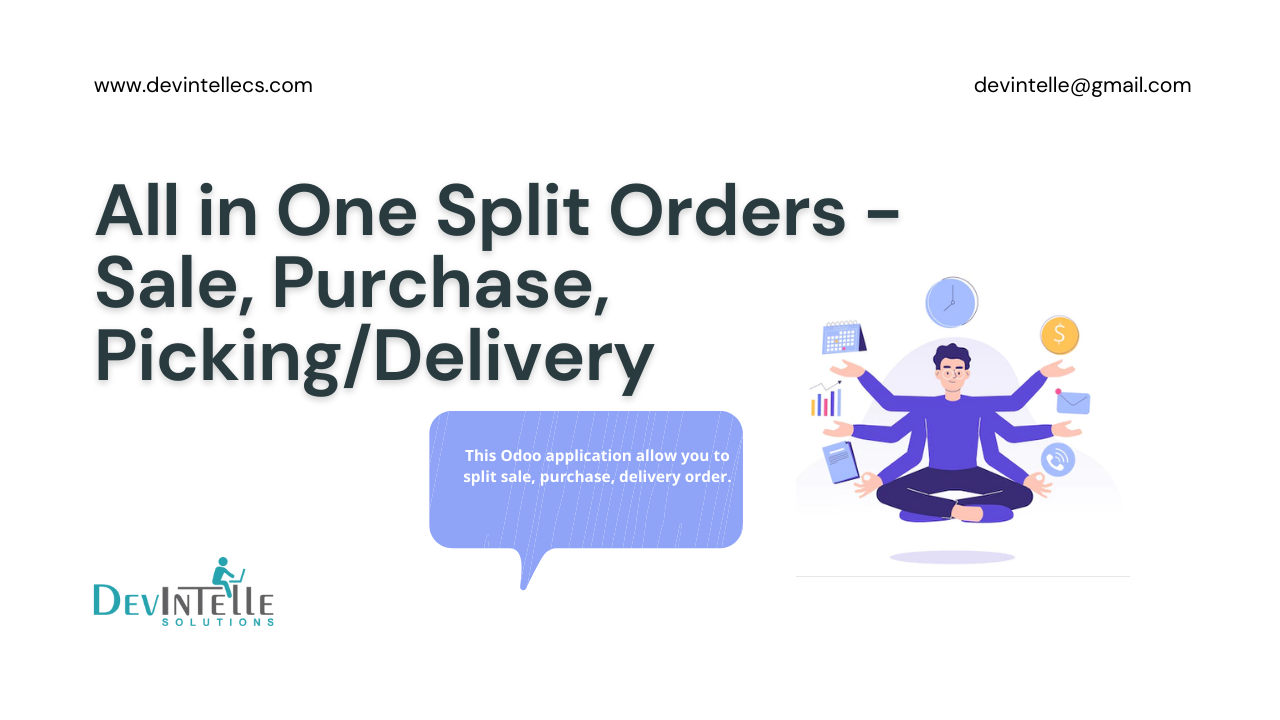 www.devintellecs.com
devintelle@gmail.com
All in One Split Orders -
Sale, Purchase,
Picking/Delivery
This Odoo application allow you to
split sale, purchase, delivery order.
$
DEVINTELLE
SOLUTIONS